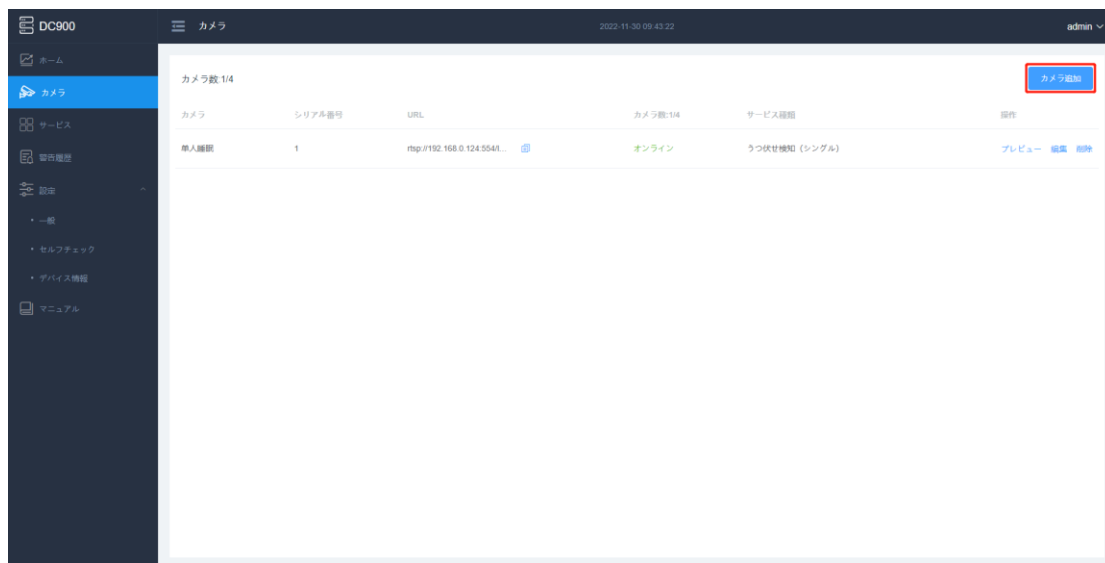 DC900
カメラ
2022-11-30 09:43:22
admin
ホーム
カメラ
サービス
警告履歴
設定
・一般
・セルフチェック
・デバイス情報
マニュアル
カメラ数:1/4
カメラ追加
カメラ シリアル番号 URL カメラ数:1/4 サービス種類 操作
单人睡眠 1 rtsp://192.168.0.124:554/l... オンライン うつ伏せ検知（シングル） プレビュー 編集 削除